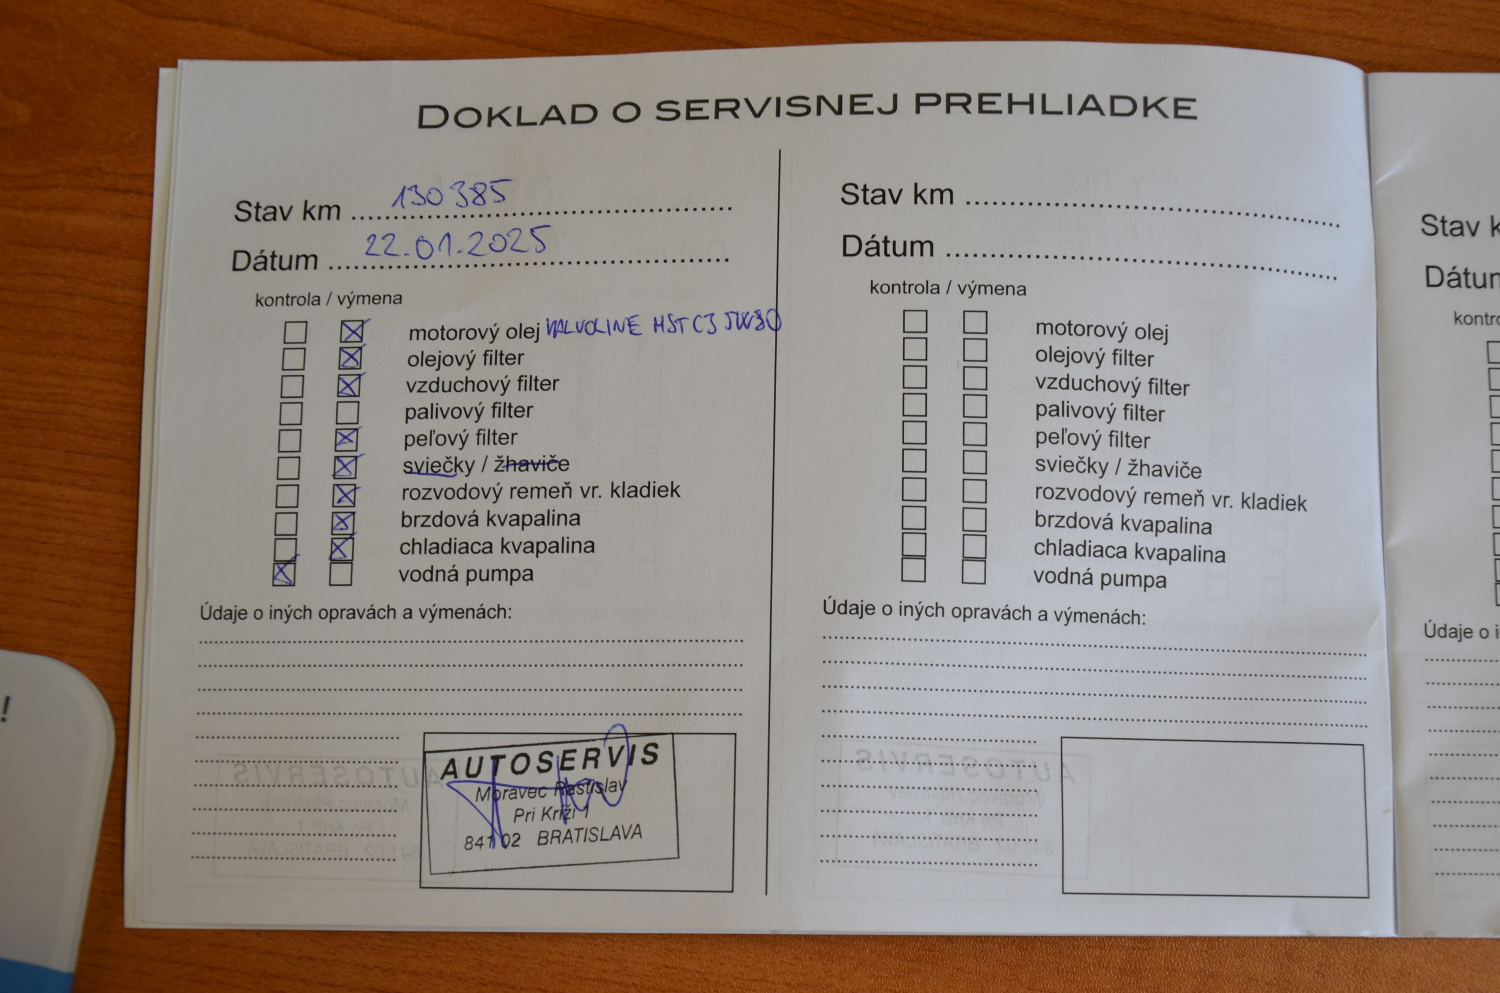 DOKLAD O SERVISNEJ PREHLIADKE
Stav km 130385
Dátum 22.01.2025
kontrola / výmena
motorový olej VALVOLINE MST C3 5W30
olejový filter
vzduchový filter
palivový filter
peľový filter
sviečky / žhaviče
rozvodový remeň vr. kladiek
brzdová kvapalina
chladiaca kvapalina
vodná pumpa
Údaje o iných opravách a výmenách:
AUTOSERVIS
Moravec Rastislav
Pri Kríži 1
841 02 BRATISLAVA
Stav km
Dátum
kontrola / výmena
motorový olej
olejový filter
vzduchový filter
palivový filter
peľový filter
sviečky / žhaviče
rozvodový remeň vr. kladiek
brzdová kvapalina
chladiaca kvapalina
vodná pumpa
Údaje o iných opravách a výmenách:
Stav k
Dátum
kontro
Údaje o i
!